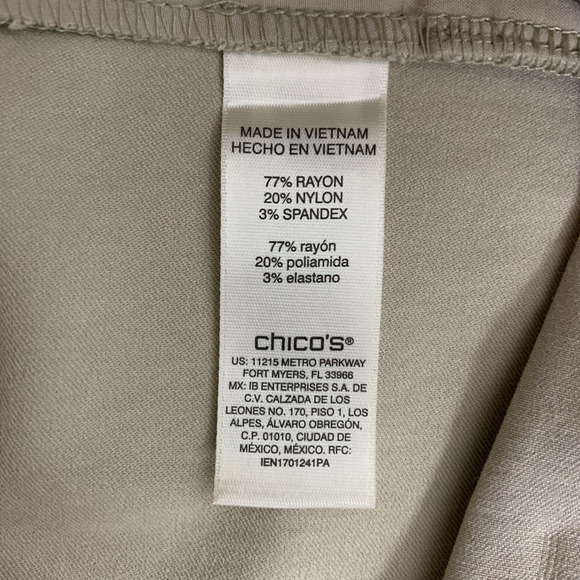 MADE IN VIETNAM
HECHO EN VIETNAM
77% RAYON
20% NYLON
3% SPANDEX
77% rayón
20% poliamida
3% elastano
chico's®
US: 11215 METRO PARKWAY
FORT MYERS, FL 33966
MX: IB ENTERPRISES S.A. DE
C.V. CALZADA DE LOS
LEONES NO. 170, PISO 1, LOS
ALPES, ÁLVARO OBREGÓN,
C.P. 01010, CIUDAD DE
MÉXICO, MÉXICO. RFC:
IEN1701241PA